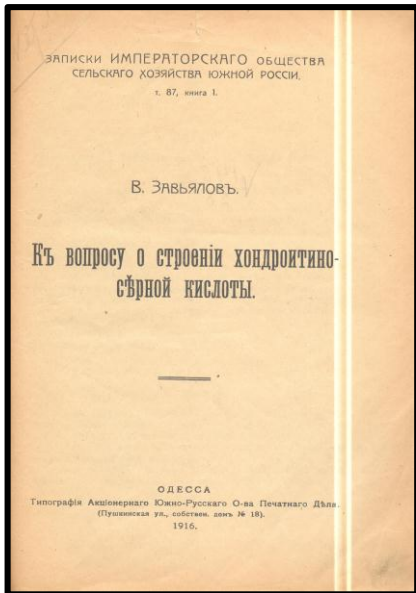 ЗАПИСКИ ИМПЕРАТОРСКАГО ОБЩЕСТВА
СЕЛЬСКАГО ХОЗЯЙСТВА ЮЖНОЙ РОССІИ.
т. 87, книга 1.
В. ЗАВЬЯЛОВЪ.
Къ вопросу о строеніи хондроитино-
сѣрной кислоты.
ОДЕССА
Типографія Акціонернаго Южно-Русскаго О-ва Печатнаго Дѣла.
(Пушкинская ул., собствен. домъ № 18).
1916.